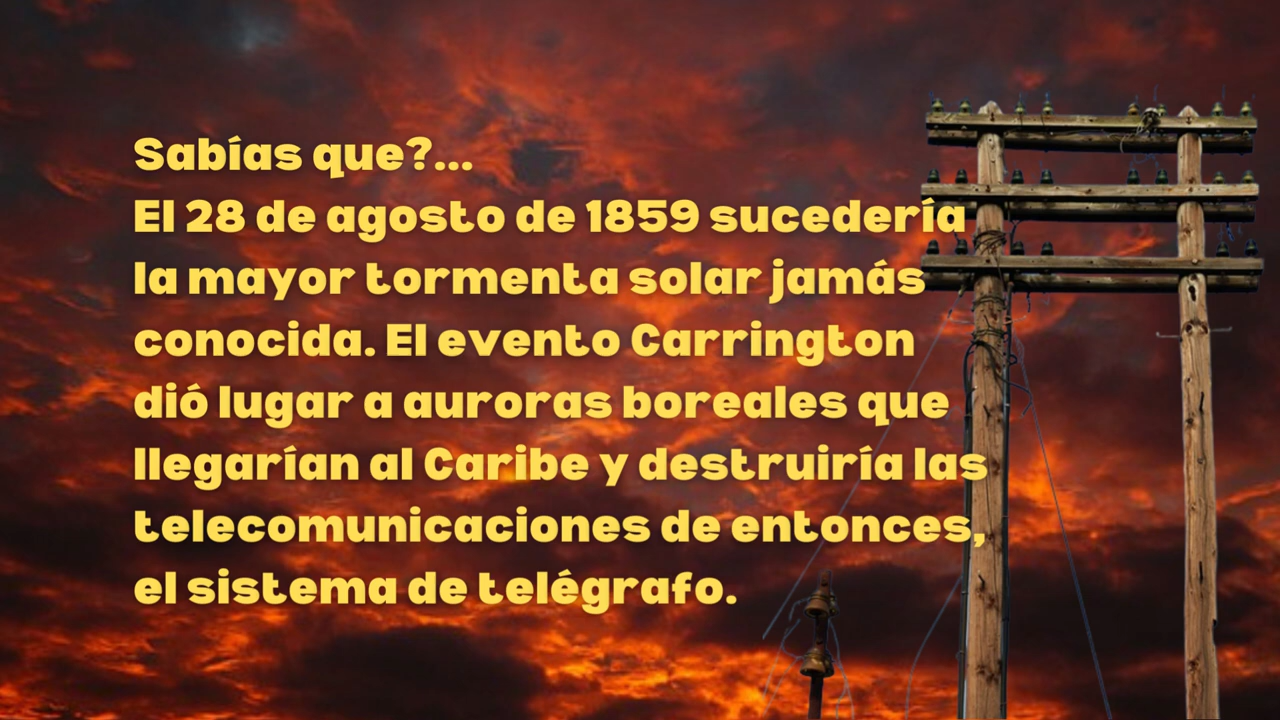 Sabías que?...
El 28 de agosto de 1859 sucedería
la mayor tormenta solar jamás
conocida. El evento Carrington
dió lugar a auroras boreales que
llegarían al Caribe y destruiría las
telecomunicaciones de entonces,
el sistema de telégrafo.